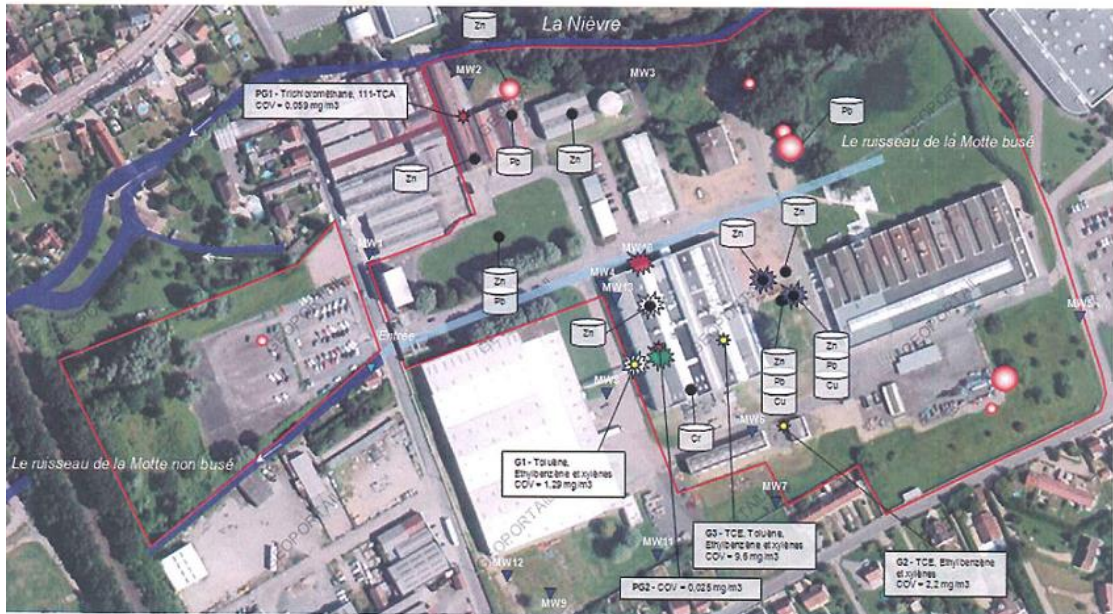 La Nièvre
Zn
MW2
MW3
PG1 - Trichlorométhane, 111-TCA
COV = 0,059 mg/m3
Pb
Le ruisseau de la Motte busé
Pb
Zn
Zn
MW1
Zn
Pb
Zn
Zn
MW4
MW13
MW5
Entrée
Zn
MW8
Zn
Pb
Cu
Zn
Pb
Cu
Cr
MW6
Le ruisseau de la Motte non busé
G1 - Toluène,
Ethylbenzène et xylènes
COV = 1,29 mg/m3
MW7
MW11
G3 - TCE, Toluène,
Ethylbenzène et xylènes
COV = 9,6 mg/m3
G2 - TCE, Ethylbenzène
et xylènes
COV = 2,2 mg/m3
MW12
PG2 - COV = 0,025 mg/m3
MW9